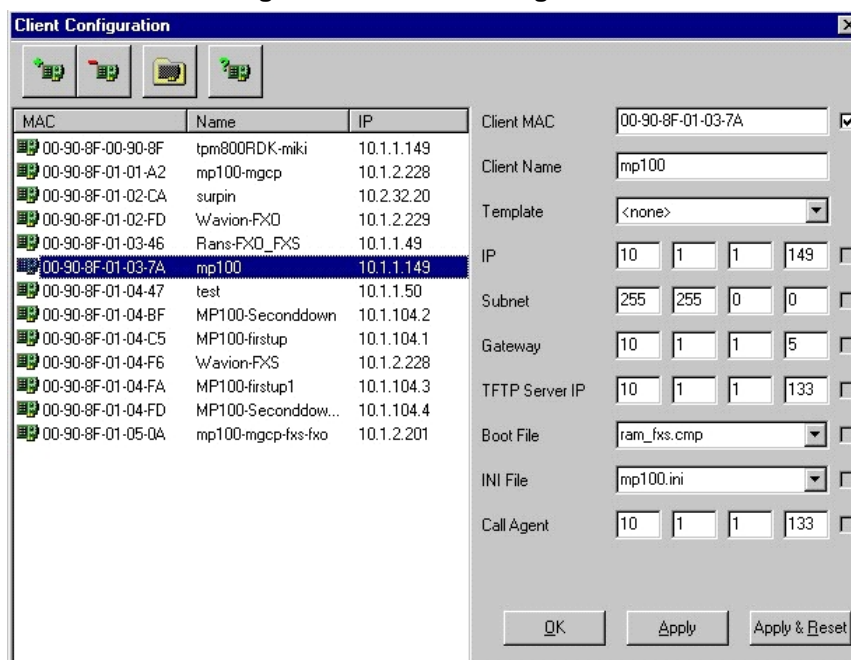 Client Configuration
MAC Name IP
00-90-8F-00-90-8F tpm800RDK-miki 10.1.1.149
00-90-8F-01-01-A2 mp100-mgcp 10.1.2.228
00-90-8F-01-02-CA surpin 10.2.32.20
00-90-8F-01-02-FD Wavion-FXO 10.1.2.229
00-90-8F-01-03-46 Rans-FXO_FXS 10.1.1.49
00-90-8F-01-03-7A mp100 10.1.1.149
00-90-8F-01-04-47 test 10.1.1.50
00-90-8F-01-04-BF MP100-Seconddown 10.1.104.2
00-90-8F-01-04-C5 MP100-firstup 10.1.104.1
00-90-8F-01-04-F6 Wavion-FXS 10.1.2.228
00-90-8F-01-04-FA MP100-firstup1 10.1.104.3
00-90-8F-01-04-FD MP100-Seconddow... 10.1.104.4
00-90-8F-01-05-0A mp100-mgcp-fxs-fxo 10.1.2.201
Client MAC 00-90-8F-01-03-7A
Client Name mp100
Template <none>
IP 10 1 1 149
Subnet 255 255 0 0
Gateway 10 1 1 5
TFTP Server IP 10 1 1 133
Boot File ram_fxs.cmp
INI File mp100.ini
Call Agent 10 1 1 133
OK Apply Apply & Reset